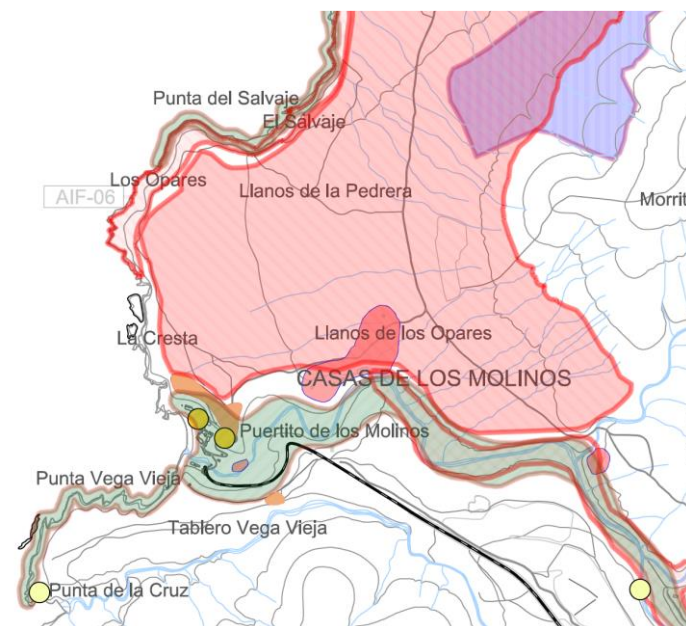 Punta del Salvaje
El Salvaje
Los Opares
AIF-06
Llanos de la Pedrera
Morrit
La Cresta
Llanos de los Opares
CASAS DE LOS MOLINOS
Puertito de los Molinos
Punta Vega Vieja
Tablero Vega Vieja
Punta de la Cruz